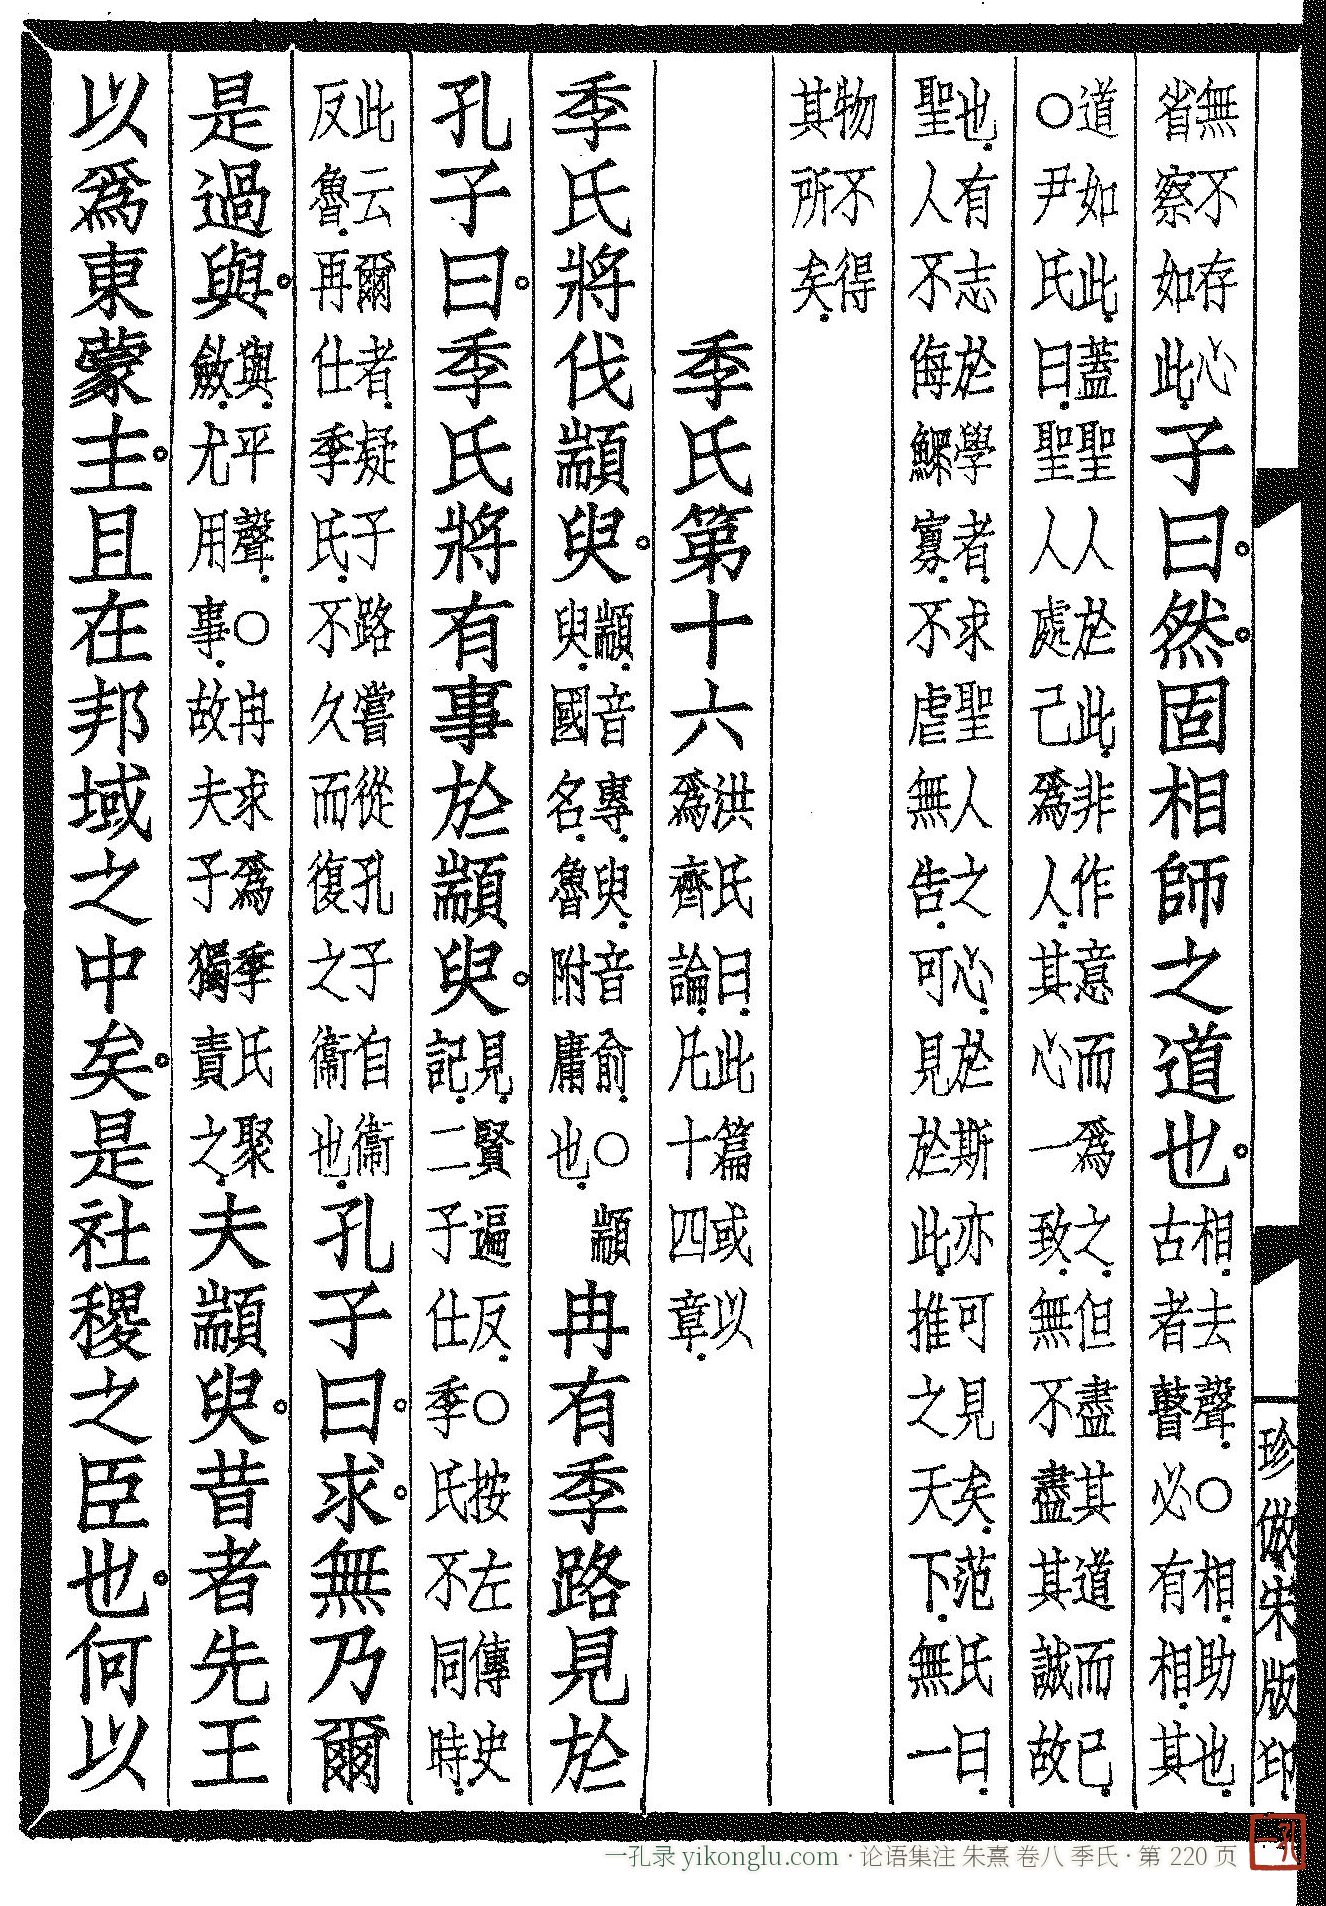 珍倣宋版印
無不存心省察如此子曰。然。固相師之道也。相去聲○相助也古者瞽必有相其
道如此蓋聖人於此非作意而爲之但盡其道而已○尹氏曰聖人處己爲人其心一致無不盡其誠故
也有志於學者求聖人之心於斯亦可見矣范氏曰聖人不侮鰥寡不虐無告可見於此推之天下無一
物不得其所矣
季氏第十六洪氏曰此篇或以爲齊論凡十四章
季氏將伐顓臾。顓音專臾音俞○顓臾國名魯附庸也冉有季路見於
孔子曰。季氏將有事於顓臾。見賢遍反○按左傳史記二子仕季氏不同時
此云爾者疑子路嘗從孔子自衞反魯再仕季氏不久而復之衞也孔子曰。求。無乃爾
是過與。與平聲○冉求爲季氏聚斂尤用事故夫子獨責之夫顓臾。昔者先王
以爲東蒙主。且在邦域之中矣。是社稷之臣也。何以
一孔录 yikonglu.com · 论语集注 朱熹 卷八 季氏 · 第 220 页
一孔